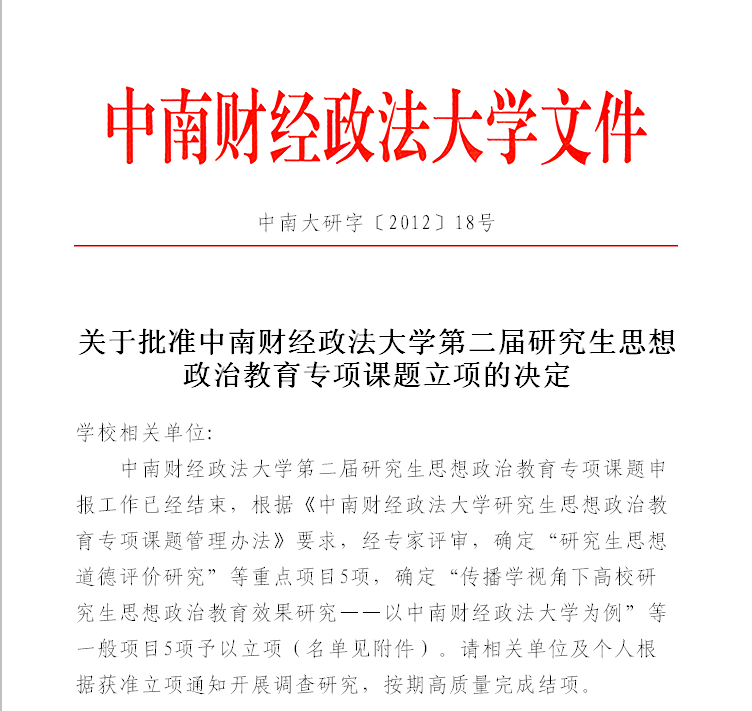 中南财经政法大学文件
中南大研字〔2012〕18号
关于批准中南财经政法大学第二届研究生思想
政治教育专项课题立项的决定
学校相关单位:
中南财经政法大学第二届研究生思想政治教育专项课题申
报工作已经结束，根据《中南财经政法大学研究生思想政治教
育专项课题管理办法》要求，经专家评审，确定“研究生思想
道德评价研究”等重点项目5项，确定“传播学视角下高校研
究生思想政治教育效果研究——以中南财经政法大学为例”等
一般项目5项予以立项（名单见附件）。请相关单位及个人根
据获准立项通知开展调查研究，按期高质量完成结项。